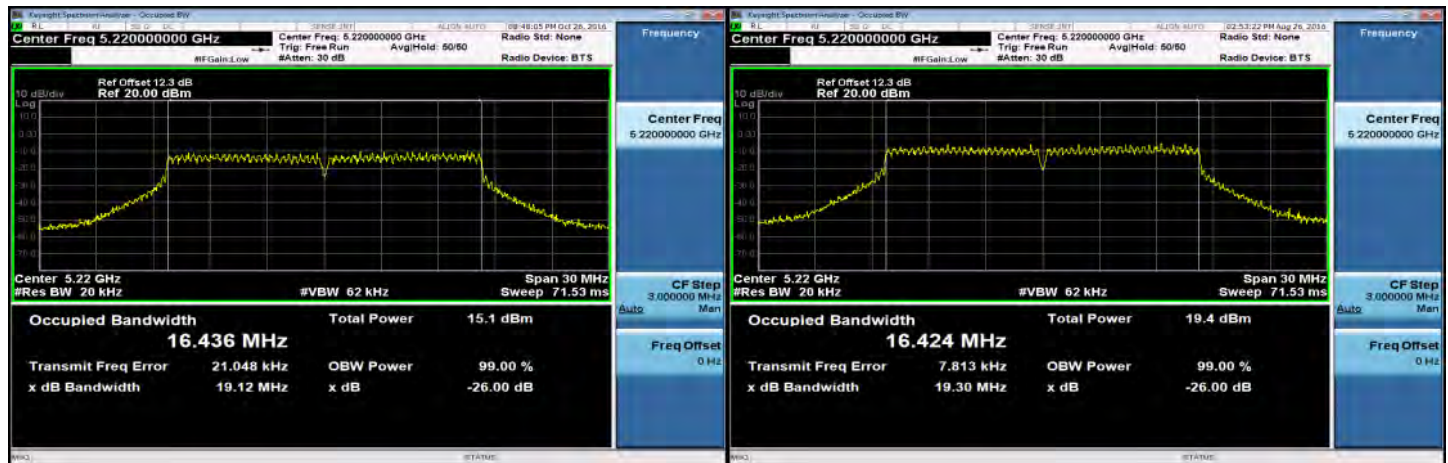 Keysight Spectrum Analyzer - Occupied BW
RL
SENSE:INT
ALIGN AUTO
08:48:05 PM Oct 26, 2016
Center Freq 5.220000000 GHz
Center Freq: 5.220000000 GHz
Radio Std: None
Trig: Free Run
Avg|Hold: 50/50
#IFGain:Low
#Atten: 30 dB
Radio Device: BTS
Frequency
Ref Offset 12.3 dB
10 dB/div
Ref 20.00 dBm
Log
Center Freq
5.220000000 GHz
Center 5.22 GHz
Span 30 MHz
#Res BW 20 kHz
#VBW 62 kHz
Sweep 71.53 ms
CF Step
3.000000 MHz
Auto
Man
Occupied Bandwidth
Total Power
15.1 dBm
16.436 MHz
Freq Offset
0 Hz
Transmit Freq Error
21.048 kHz
OBW Power
99.00 %
x dB Bandwidth
19.12 MHz
x dB
-26.00 dB
MSG
STATUS
Keysight Spectrum Analyzer - Occupied BW
RL
SENSE:INT
ALIGN AUTO
02:53:22 PM Aug 26, 2016
Center Freq 5.220000000 GHz
Center Freq: 5.220000000 GHz
Radio Std: None
Trig: Free Run
Avg|Hold: 50/50
#IFGain:Low
#Atten: 30 dB
Radio Device: BTS
Frequency
Ref Offset 12.3 dB
10 dB/div
Ref 20.00 dBm
Log
Center Freq
5.220000000 GHz
Center 5.22 GHz
Span 30 MHz
#Res BW 20 kHz
#VBW 62 kHz
Sweep 71.53 ms
CF Step
3.000000 MHz
Auto
Man
Occupied Bandwidth
Total Power
19.4 dBm
16.424 MHz
Freq Offset
0 Hz
Transmit Freq Error
7.813 kHz
OBW Power
99.00 %
x dB Bandwidth
19.30 MHz
x dB
-26.00 dB
MSG
STATUS